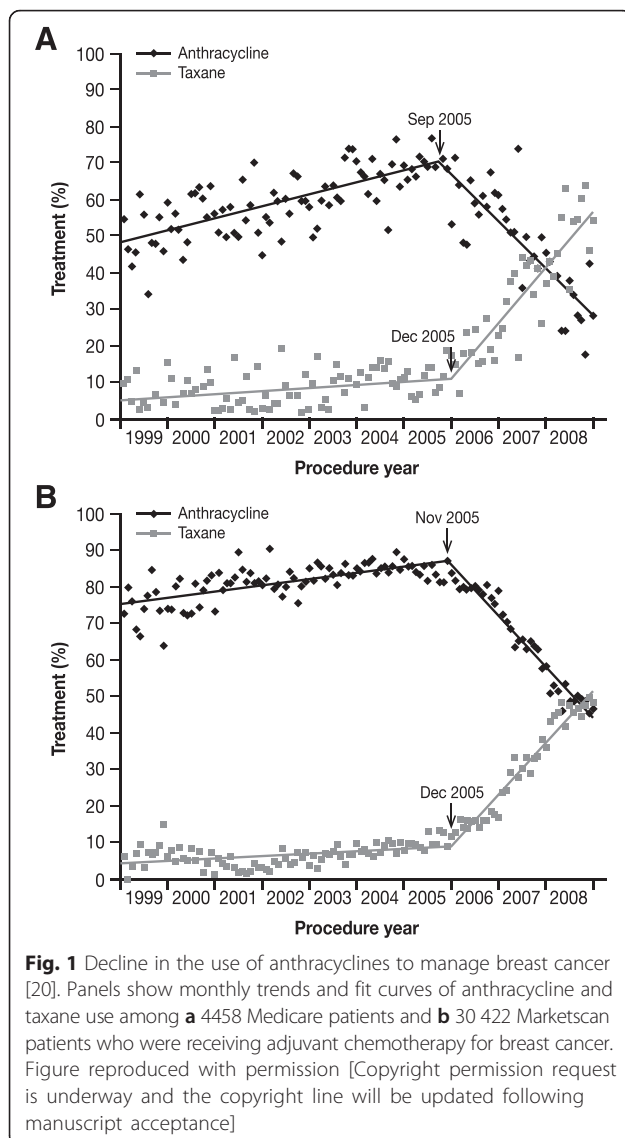 A
100
90
80
70
60
50
40
30
20
10
0
Treatment (%)
Anthracycline
Taxane
Sep 2005
Dec 2005
1999 2000 2001 2002 2003 2004 2005 2006 2007 2008
Procedure year
B
100
90
80
70
60
50
40
30
20
10
0
Treatment (%)
Anthracycline
Taxane
Nov 2005
Dec 2005
1999 2000 2001 2002 2003 2004 2005 2006 2007 2008
Procedure year
Fig. 1 Decline in the use of anthracyclines to manage breast cancer
[20]. Panels show monthly trends and fit curves of anthracycline and
taxane use among a 4458 Medicare patients and b 30 422 Marketscan
patients who were receiving adjuvant chemotherapy for breast cancer.
Figure reproduced with permission [Copyright permission request
is underway and the copyright line will be updated following
manuscript acceptance]